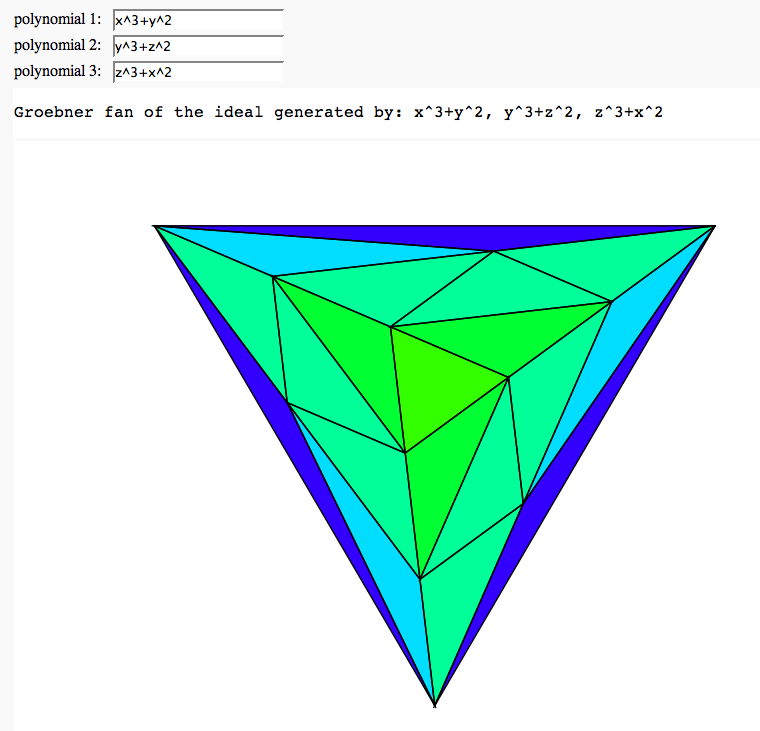 polynomial 1: x^3+y^2
polynomial 2: y^3+z^2
polynomial 3: z^3+x^2
Groebner fan of the ideal generated by: x^3+y^2, y^3+z^2, z^3+x^2